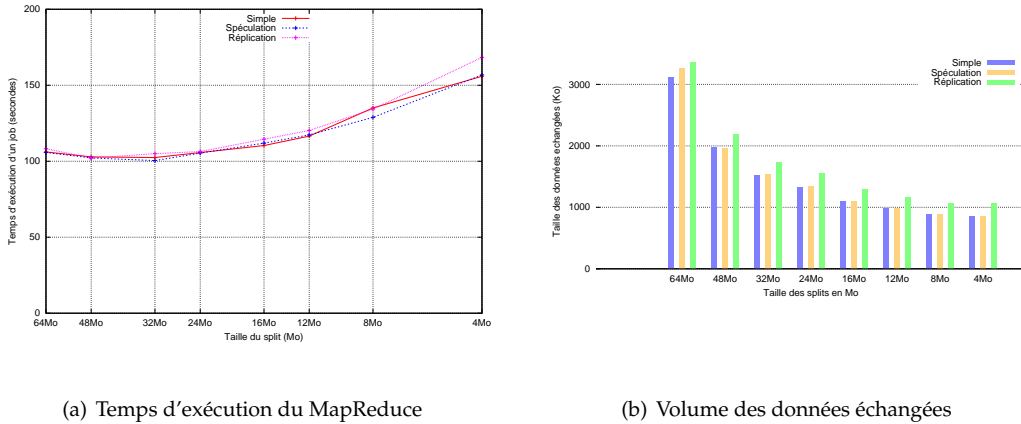 200
150
100
50
0
64Mo 48Mo 32Mo 24Mo 16Mo 12Mo 8Mo 4Mo
Temps d'exécution d'un job (secondes)
Taille du split (Mo)
Simple
Spéculation
Réplication
(a) Temps d'exécution du MapReduce
3000
2000
1000
0
64Mo 48Mo 32Mo 24Mo 16Mo 12Mo 8Mo 4Mo
Taille des données echangées (Ko)
Taille des splits en Mo
Simple
Spéculation
Réplication
(b) Volume des données échangées